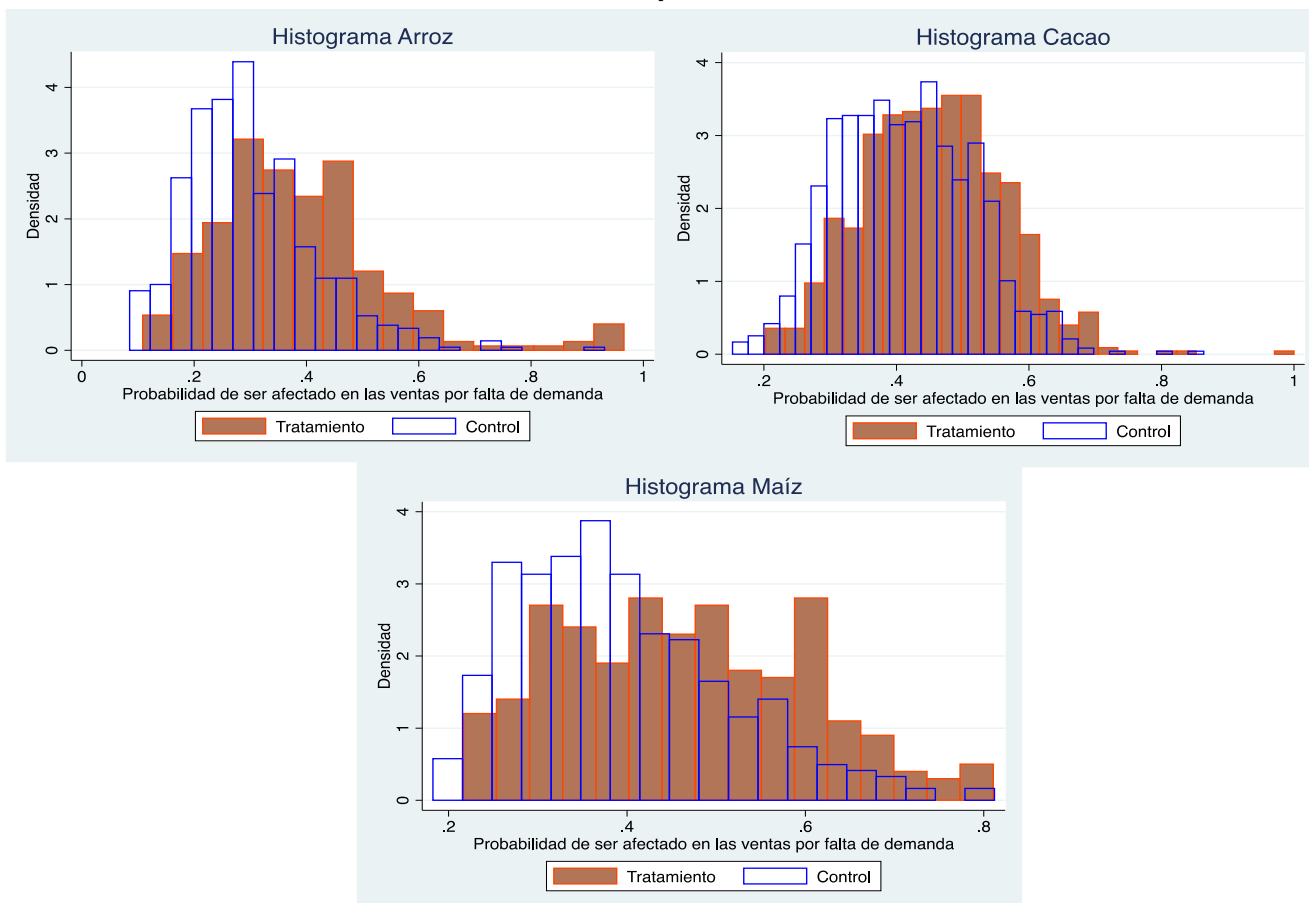 Histograma Arroz
Densidad
0
1
2
3
4
0
.2
.4
.6
.8
1
Probabilidad de ser afectado en las ventas por falta de demanda
Tratamiento
Control
Histograma Cacao
Densidad
0
1
2
3
4
.2
.4
.6
.8
1
Probabilidad de ser afectado en las ventas por falta de demanda
Tratamiento
Control
Histograma Maíz
Densidad
0
1
2
3
4
.2
.4
.6
.8
Probabilidad de ser afectado en las ventas por falta de demanda
Tratamiento
Control